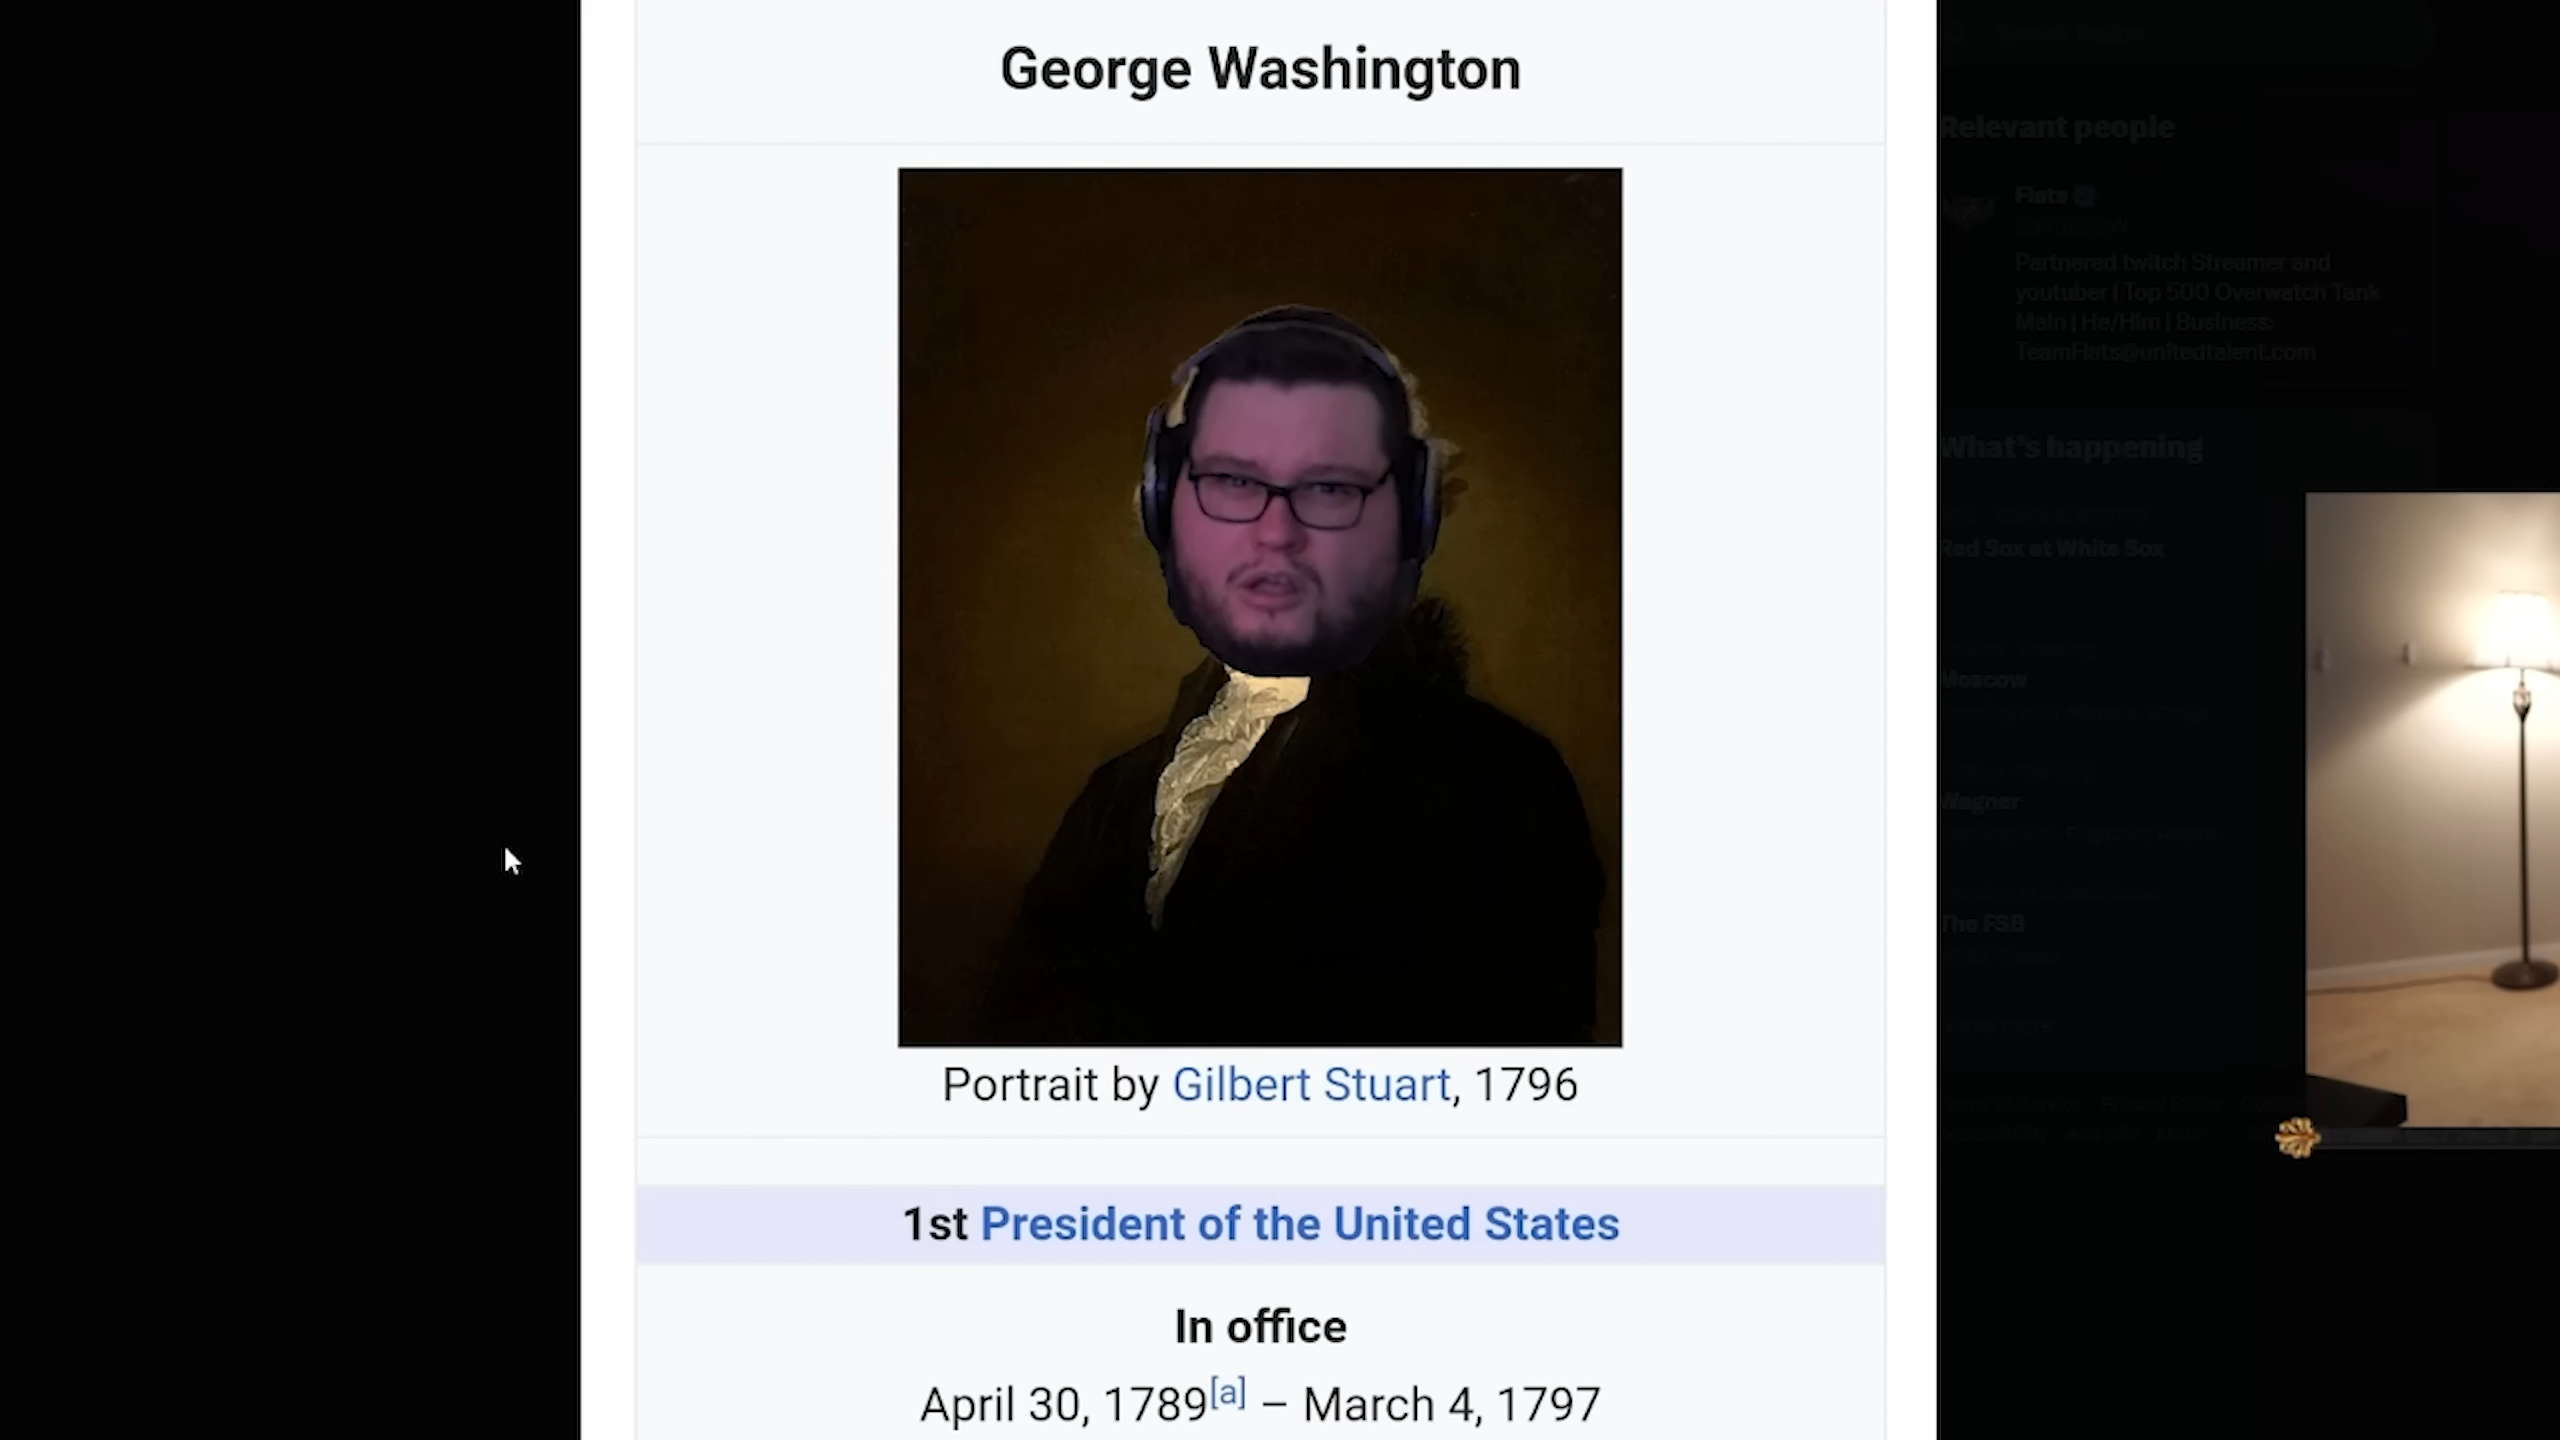 George Washington
Portrait by Gilbert Stuart, 1796
1st President of the United States
In office
April 30, 1789[a] – March 4, 1797
Relevant people
Flats
Partnered twitch Streamer and
youtuber | Top 500 Overwatch Tank
Main | He/Him | Business:
TeamFlats@unitedtalent.com
What's happening
Red Sox at White Sox
Moscow
Wagner
The FSB